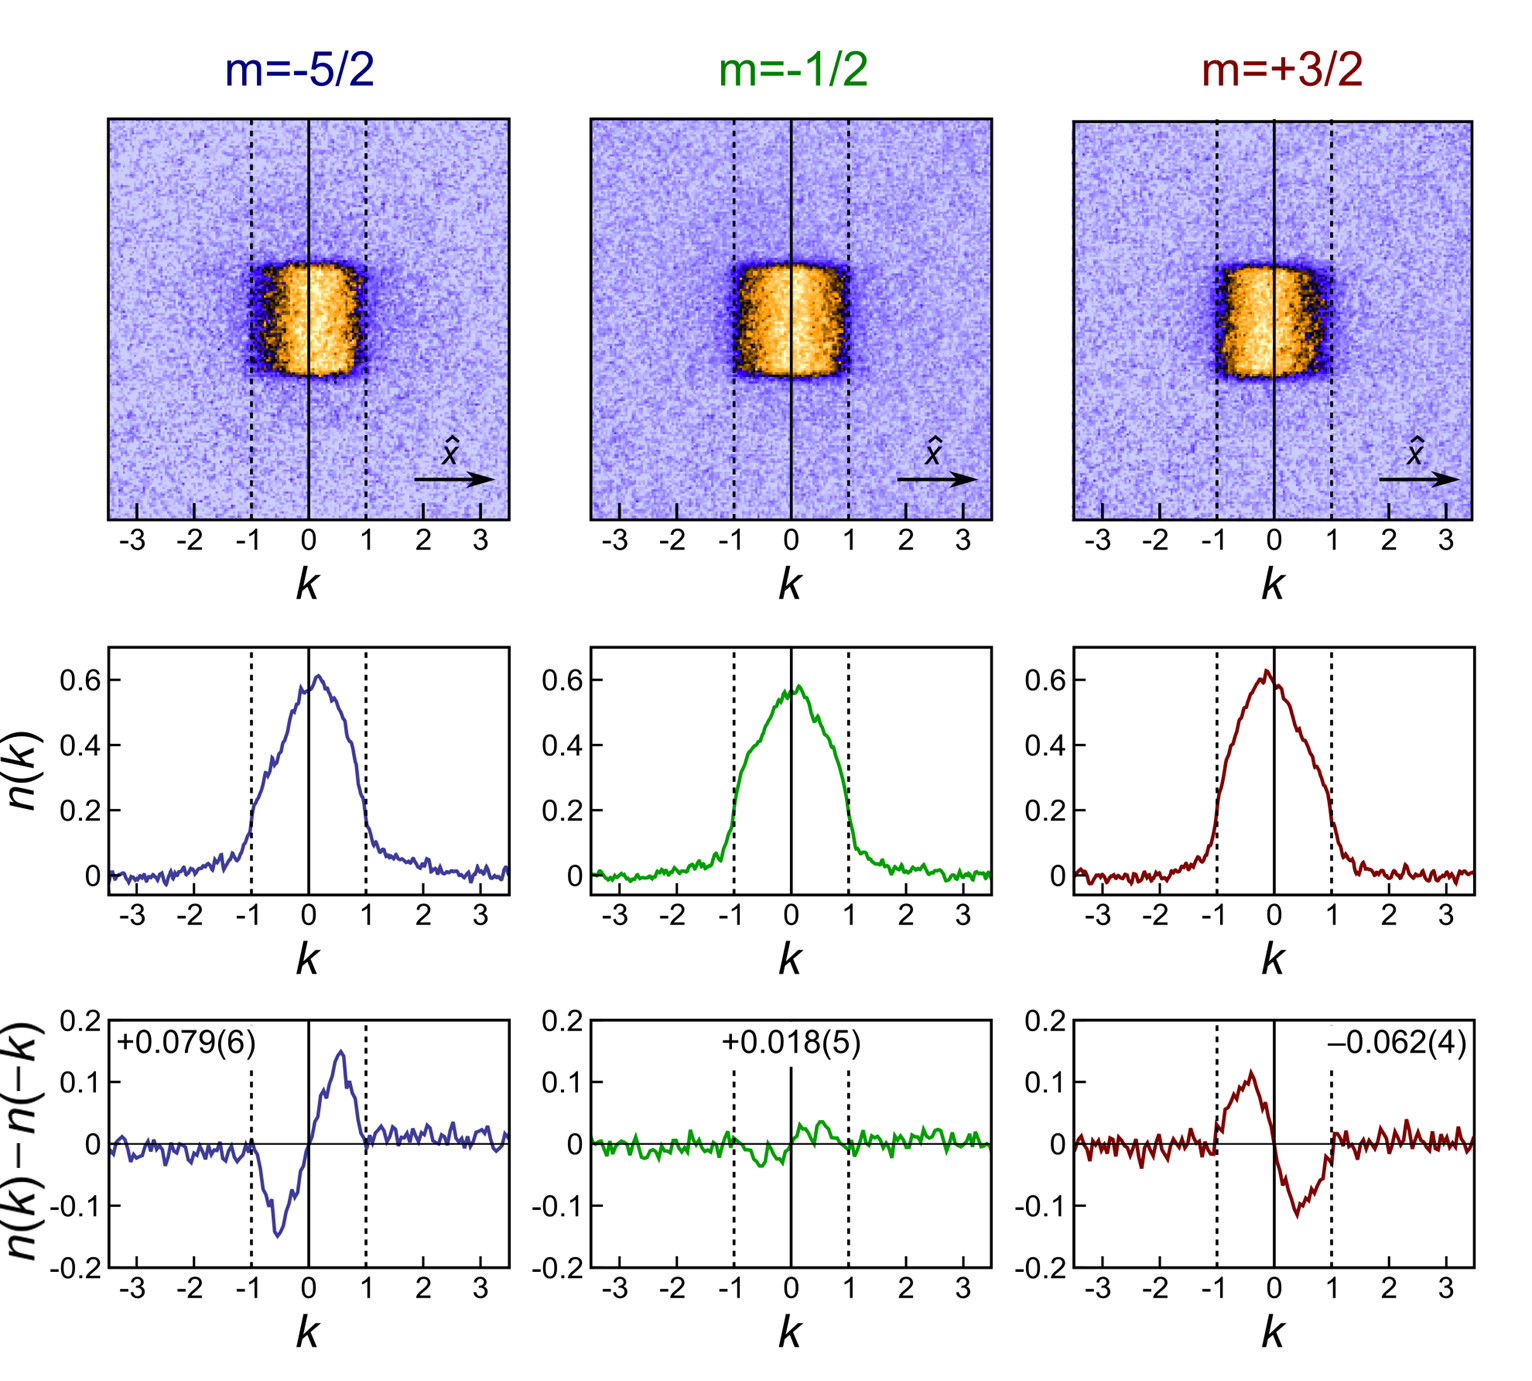 m=-5/2 m=-1/2 m=+3/2
x̂ x̂ x̂
-3 -2 -1 0 1 2 3 -3 -2 -1 0 1 2 3 -3 -2 -1 0 1 2 3
k k k
n(k)
0.6 0.6 0.6
0.4 0.4 0.4
0.2 0.2 0.2
0 0 0
-3 -2 -1 0 1 2 3 -3 -2 -1 0 1 2 3 -3 -2 -1 0 1 2 3
k k k
n(k) – n(–k)
0.2 +0.079(6) 0.2 +0.018(5) 0.2 –0.062(4)
0.1 0.1 0.1
0 0 0
-0.1 -0.1 -0.1
-0.2 -0.2 -0.2
-3 -2 -1 0 1 2 3 -3 -2 -1 0 1 2 3 -3 -2 -1 0 1 2 3
k k k